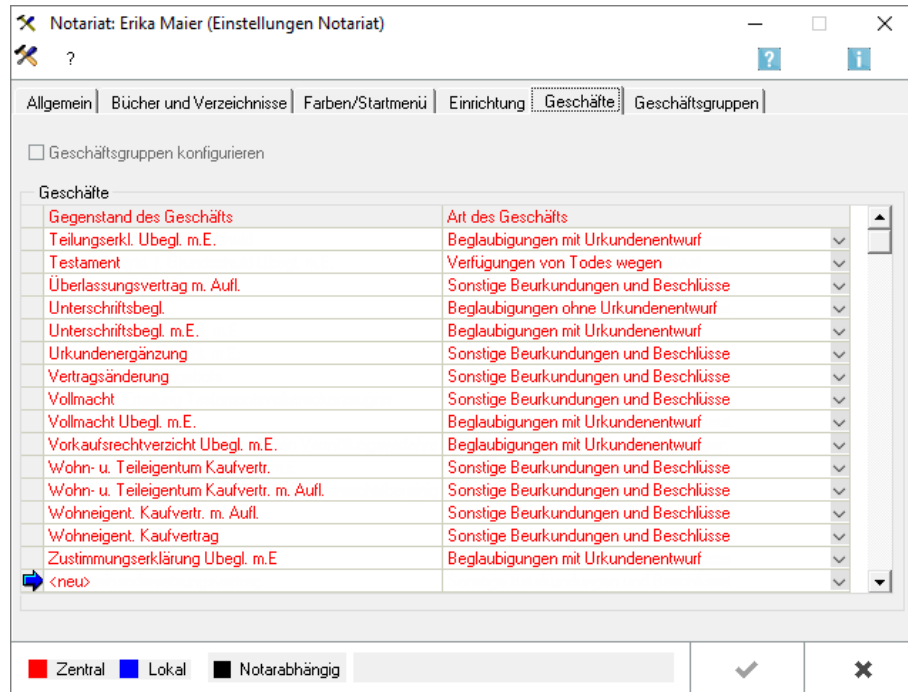 Notariat: Erika Maier (Einstellungen Notariat)
? ? i
Allgemein Bücher und Verzeichnisse Farben/Startmenü Einrichtung Geschäfte Geschäftsgruppen
Geschäftsgruppen konfigurieren
Geschäfte
Gegenstand des Geschäfts Art des Geschäfts
Teilungserkl. Ubegl. m.E. Beglaubigungen mit Urkundenentwurf
Testament Verfügungen von Todes wegen
Überlassungsvertrag m. Aufl. Sonstige Beurkundungen und Beschlüsse
Unterschriftsbegl. Beglaubigungen ohne Urkundenentwurf
Unterschriftsbegl. m.E. Beglaubigungen mit Urkundenentwurf
Urkundenergänzung Sonstige Beurkundungen und Beschlüsse
Vertragsänderung Sonstige Beurkundungen und Beschlüsse
Vollmacht Sonstige Beurkundungen und Beschlüsse
Vollmacht Ubegl. m.E. Beglaubigungen mit Urkundenentwurf
Vorkaufsrechtverzicht Ubegl. m.E. Beglaubigungen mit Urkundenentwurf
Wohn- u. Teileigentum Kaufvertr. Sonstige Beurkundungen und Beschlüsse
Wohn- u. Teileigentum Kaufvertr. m. Aufl. Sonstige Beurkundungen und Beschlüsse
Wohneigent. Kaufvertr. m. Aufl. Sonstige Beurkundungen und Beschlüsse
Wohneigent. Kaufvertrag Sonstige Beurkundungen und Beschlüsse
Zustimmungserklärung Ubegl. m.E Beglaubigungen mit Urkundenentwurf
<neu>
Zentral Lokal Notarabhängig